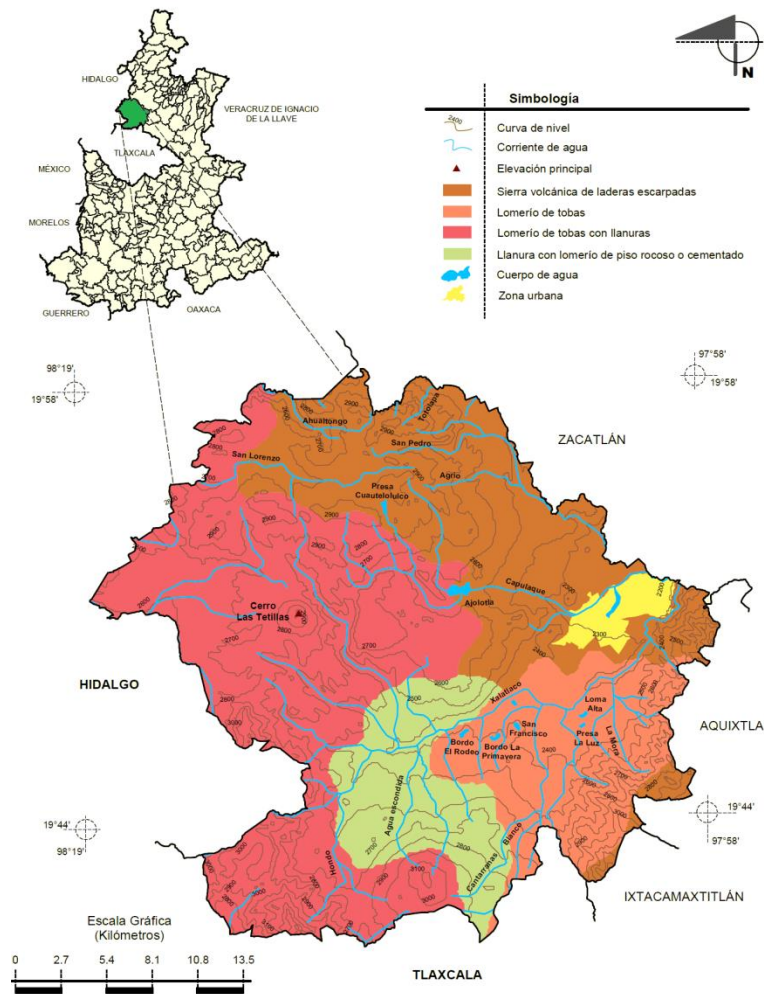 HIDALGO
VERACRUZ DE IGNACIO
DE LA LLAVE
TLAXCALA
MÉXICO
MORELOS
GUERRERO
OAXACA
N
Simbología
2400
Curva de nivel
Corriente de agua
Elevación principal
Sierra volcánica de laderas escarpadas
Lomerío de tobas
Lomerío de tobas con llanuras
Llanura con lomerío de piso rocoso o cementado
Cuerpo de agua
Zona urbana
98°19'
19°58'
97°58'
19°58'
ZACATLÁN
Ahualtongo
Totolapa
San Pedro
San Lorenzo
Agrio
Presa
Cuautelolulco
Capulaque
Ajolotla
Cerro
Las Tetillas
HIDALGO
Xalatlaco
Loma
Alta
San
Francisco
AQUIXTLA
Bordo
El Rodeo
Bordo La
Primavera
Presa
La Luz
La Mora
Agua escondida
Hondo
Cantarranas
Blanco
19°44'
98°19'
19°44'
97°58'
IXTACAMAXTITLÁN
TLAXCALA
Escala Gráfica
(Kilómetros)
0 2.7 5.4 8.1 10.8 13.5